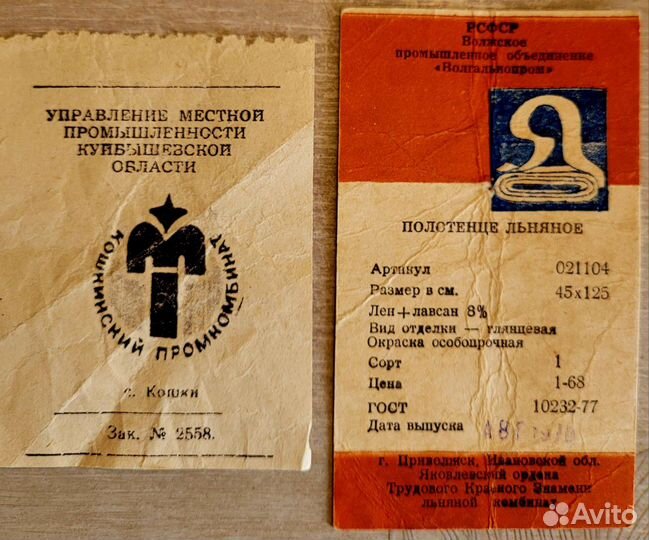 УПРАВЛЕНИЕ МЕСТНОЙ
ПРОМЫШЛЕННОСТИ
КУЙБЫШЕВСКОЙ
ОБЛАСТИ
КОШКИНСКИЙ ПРОМКОМБИНАТ
с. Кошки
Зак. № 2558.
РСФСР
Волжское
промышленное объединение
«Волгальнопром»
ПОЛОТЕНЦЕ ЛЬНЯНОЕ
Артикул 021104
Размер в см. 45х125
Лен+лавсан 8%
Вид отделки — глянцевая
Окраска особопрочная
Сорт 1
Цена 1-68
ГОСТ 10232-77
Дата выпуска
г. Приволжск, Ивановской обл.
Яковлевский ордена
Трудового Красного Знамени
льняной комбинат
Avito